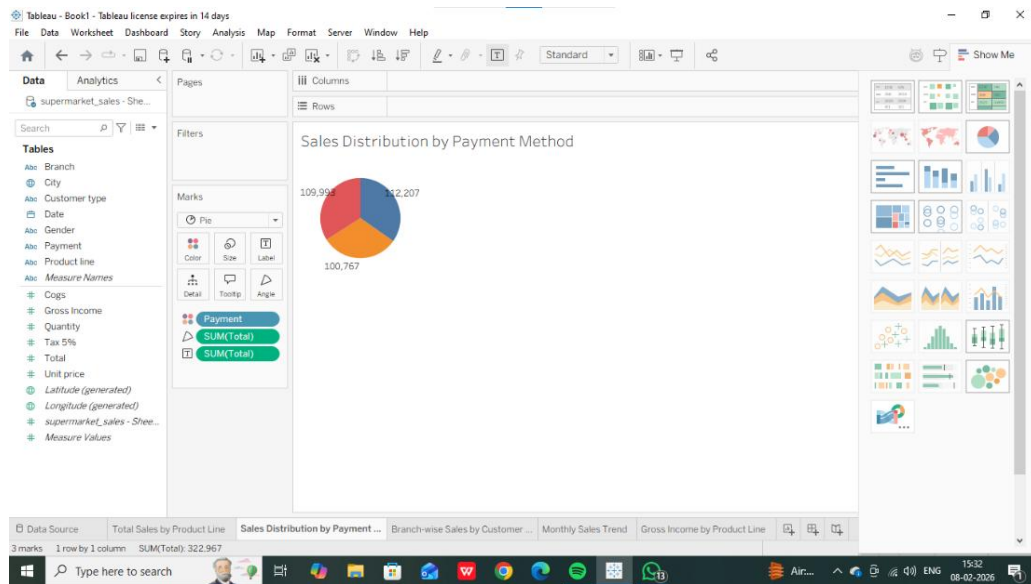 Tableau - Book1 - Tableau license expires in 14 days
File Data Worksheet Dashboard Story Analysis Map Format Server Window Help
Standard
Show Me
Data Analytics
Pages
Columns
supermarket_sales - She...
Rows
Search
Filters
Sales Distribution by Payment Method
Tables
Abc Branch
City
Abc Customer type
Date
Abc Gender
Abc Payment
Abc Product line
Abc Measure Names
# Cogs
# Gross Income
# Quantity
# Tax 5%
# Total
# Unit price
Latitude (generated)
Longitude (generated)
# supermarket_sales - Shee...
# Measure Values
Marks
Pie
Color Size Label
Detail Tooltip Angle
Payment
SUM(Total)
SUM(Total)
109,993
112,207
100,767
Data Source Total Sales by Product Line Sales Distribution by Payment ... Branch-wise Sales by Customer ... Monthly Sales Trend Gross Income by Product Line
3 marks 1 row by 1 column SUM(Total): 322,967
Type here to search
Air.... ENG 15:32
08-02-2026